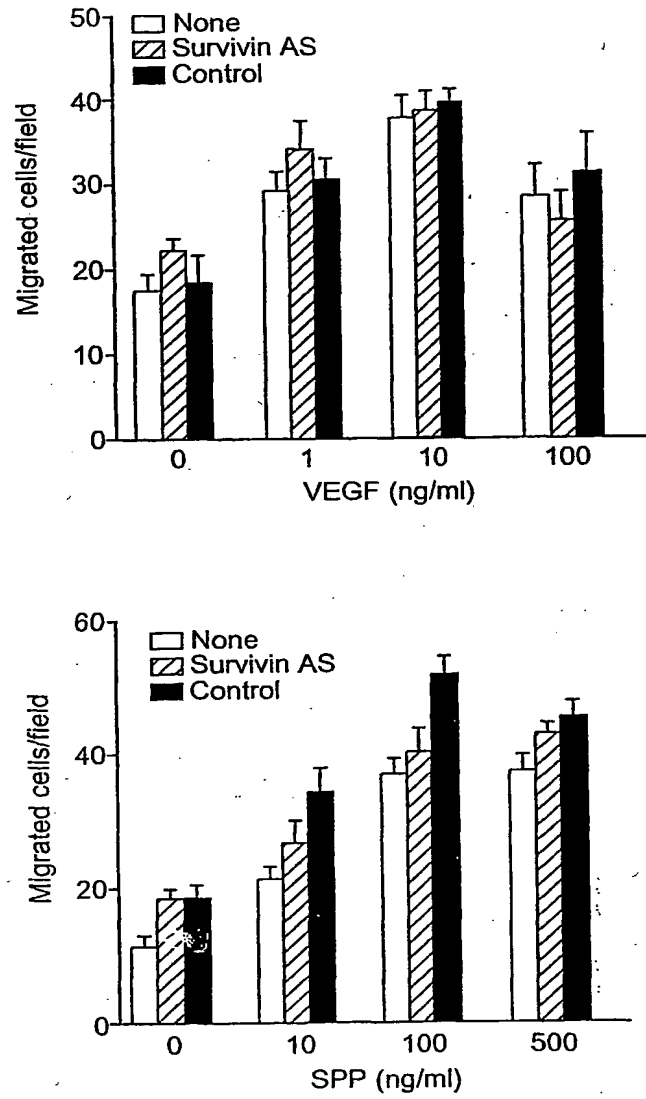 50
40
30
20
10
0
Migrated cells/field
None
Survivin AS
Control
0 1 10 100
VEGF (ng/ml)
60
40
20
0
Migrated cells/field
None
Survivin AS
Control
0 10 100 500
SPP (ng/ml)